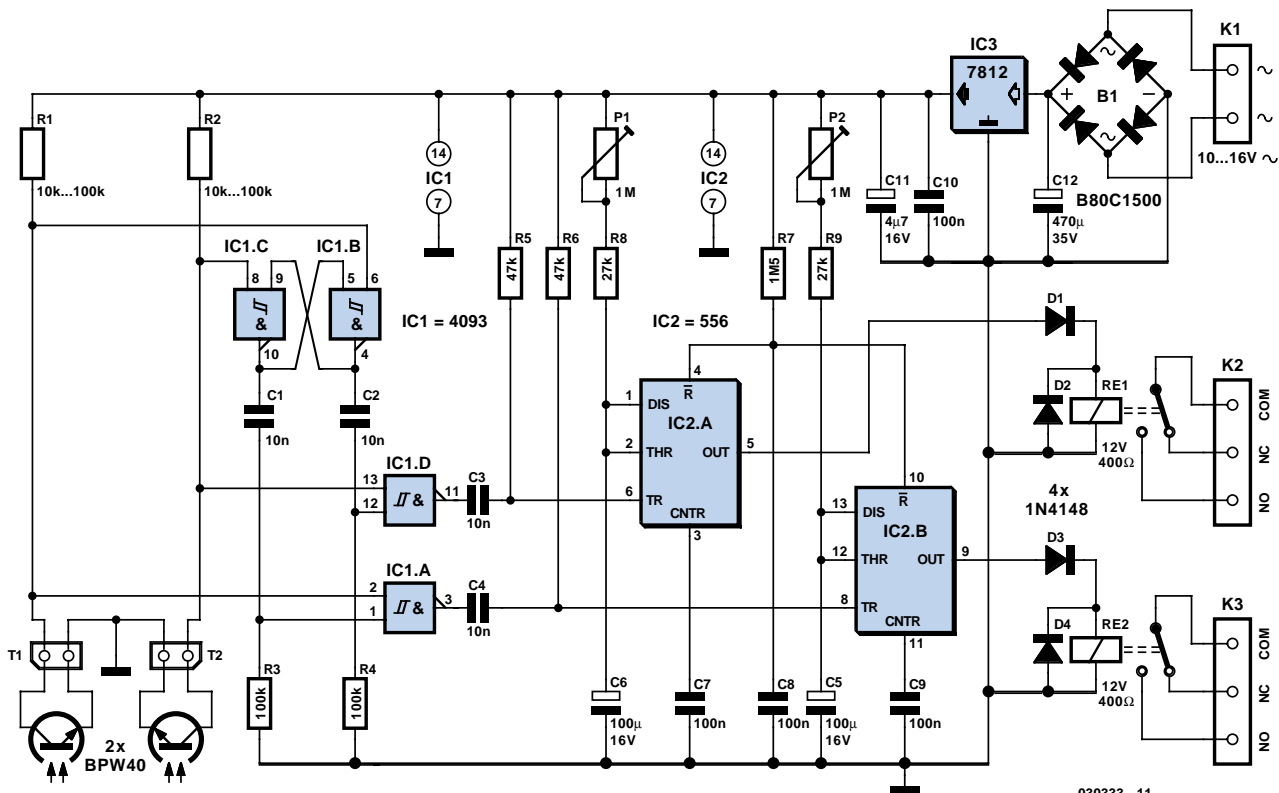 K1
IC3
7812
B1
R1
R2
P1
P2
10k...100k
10k...100k
14
IC1
7
1M
14
IC2
7
1M
C11
4µ7
16V
C10
100n
C12
470µ
35V
10...16V ~
B80C1500
IC1.C
IC1.B
8 9
5 6
&
&
10
4
R5
47k
R6
47k
R8
27k
R7
1M5
R9
27k
IC1 = 4093
IC2 = 556
D1
C1
10n
C2
10n
4
R
1 DIS
IC2.A
2 THR
OUT 5
6 TR
CNTR
3
D2
RE1
12V
400Ω
K2
COM
NC
NO
IC1.D
13
12
&
11
C3
10n
10
R
13 DIS
IC2.B
12 THR
OUT 9
8 TR
CNTR
11
4x
1N4148
D3
IC1.A
2
1
&
3
C4
10n
D4
RE2
12V
400Ω
K3
COM
NC
NO
T1
T2
R3
100k
R4
100k
C6
100µ
16V
C7
100n
C8
100n
C5
100µ
16V
C9
100n
2x
BPW40